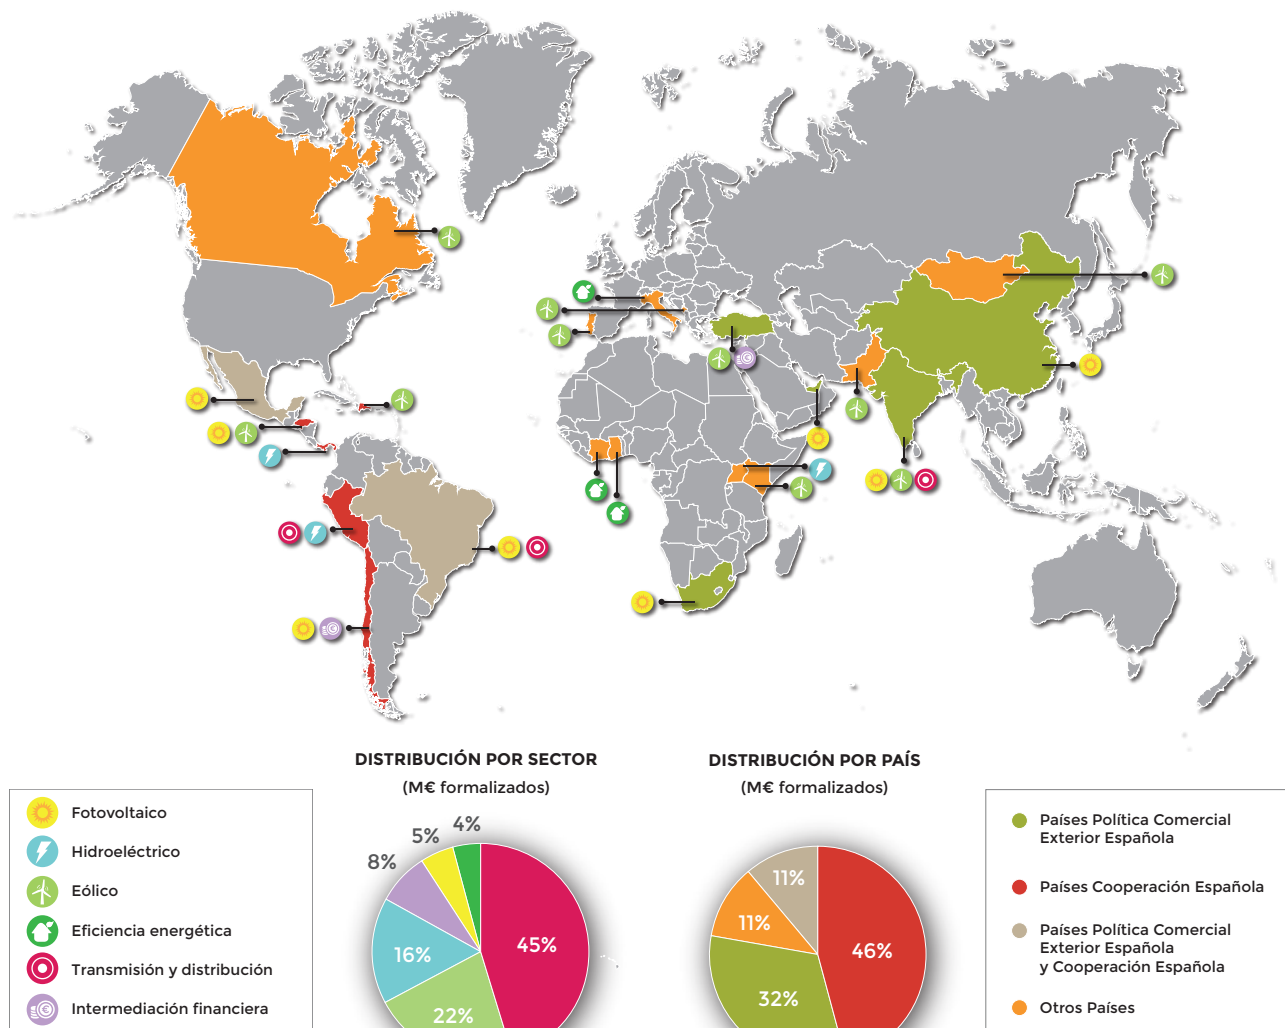 DISTRIBUCIÓN POR SECTOR
(M€ formalizados)
5%
4%
8%
16%
45%
22%
DISTRIBUCIÓN POR PAÍS
(M€ formalizados)
11%
11%
46%
32%
Fotovoltaico
Hidroeléctrico
Eólico
Eficiencia energética
Transmisión y distribución
Intermediación financiera
Países Política Comercial
Exterior Española
Países Cooperación Española
Países Política Comercial
Exterior Española
y Cooperación Española
Otros Países